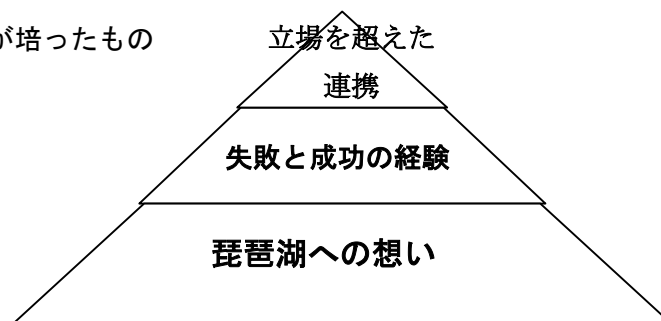 が培ったもの
立場を超えた
連携
失敗と成功の経験
琵琶湖への想い